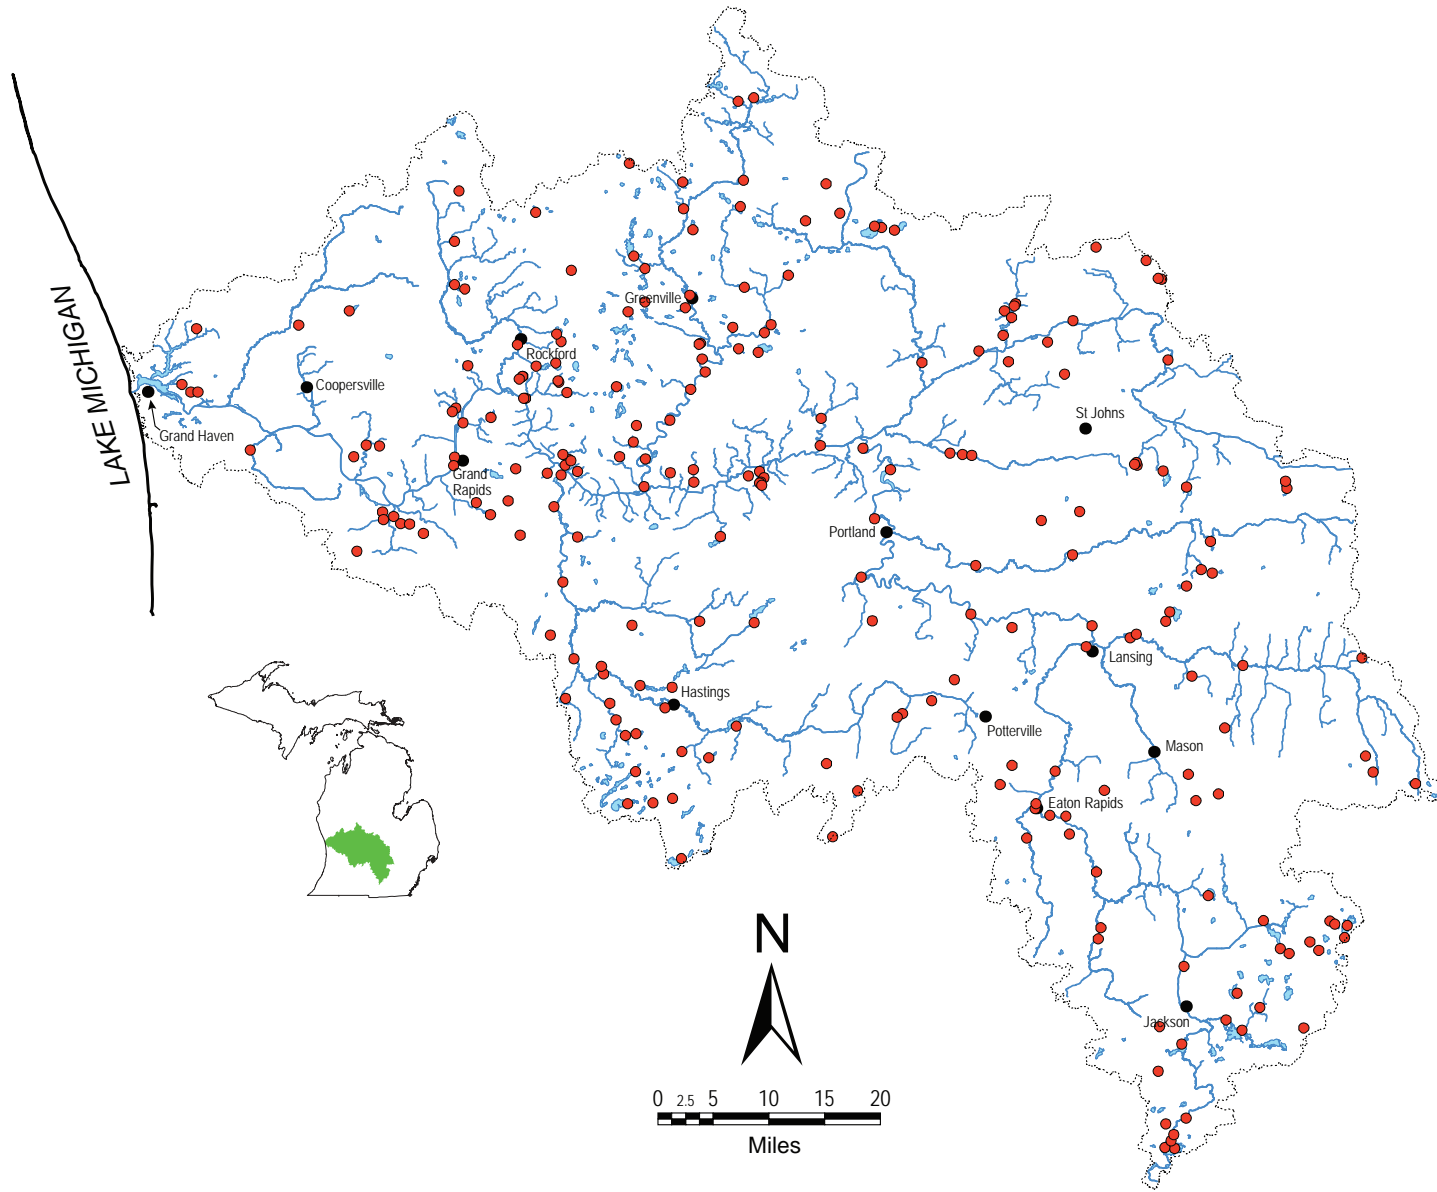 Greenville
LAKE MICHIGAN
Rockford
Coopersville
St Johns
Grand Haven
Grand
Rapids
Portland
Lansing
Hastings
Potterville
Mason
Eaton Rapids
N
Jackson
0 2.5 5 10 15 20
Miles